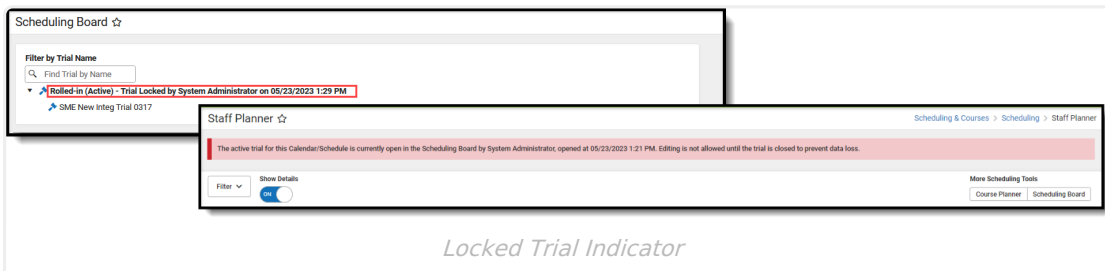 Scheduling Board ☆
Filter by Trial Name
Find Trial by Name
Rolled-in (Active) - Trial Locked by System Administrator on 05/23/2023 1:29 PM
SME New Integ Trial 0317
Staff Planner ☆
Scheduling & Courses > Scheduling > Staff Planner
The active trial for this Calendar/Schedule is currently open in the Scheduling Board by System Administrator, opened at 05/23/2023 1:21 PM. Editing is not allowed until the trial is closed to prevent data loss.
Filter
Show Details
ON
More Scheduling Tools
Course Planner Scheduling Board
Locked Trial Indicator